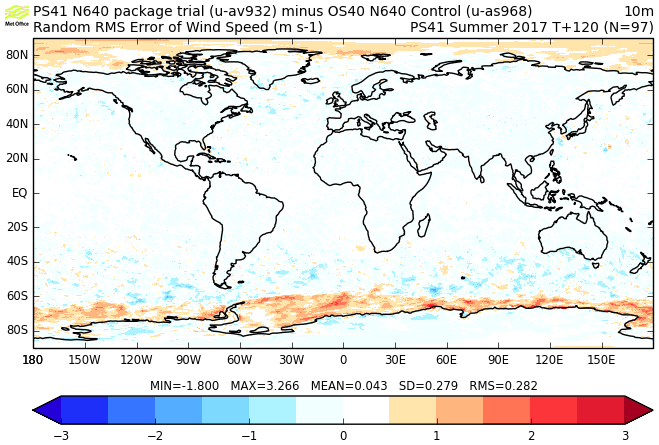 PS41 N640 package trial (u-av932) minus OS40 N640 Control (u-as968) 10m
Met Office
Random RMS Error of Wind Speed (m s-1) PS41 Summer 2017 T+120 (N=97)
80N
60N
40N
20N
EQ
20S
40S
60S
80S
180 150W 120W 90W 60W 30W 0 30E 60E 90E 120E 150E
MIN=-1.800 MAX=3.266 MEAN=0.043 SD=0.279 RMS=0.282
−3 −2 −1 0 1 2 3